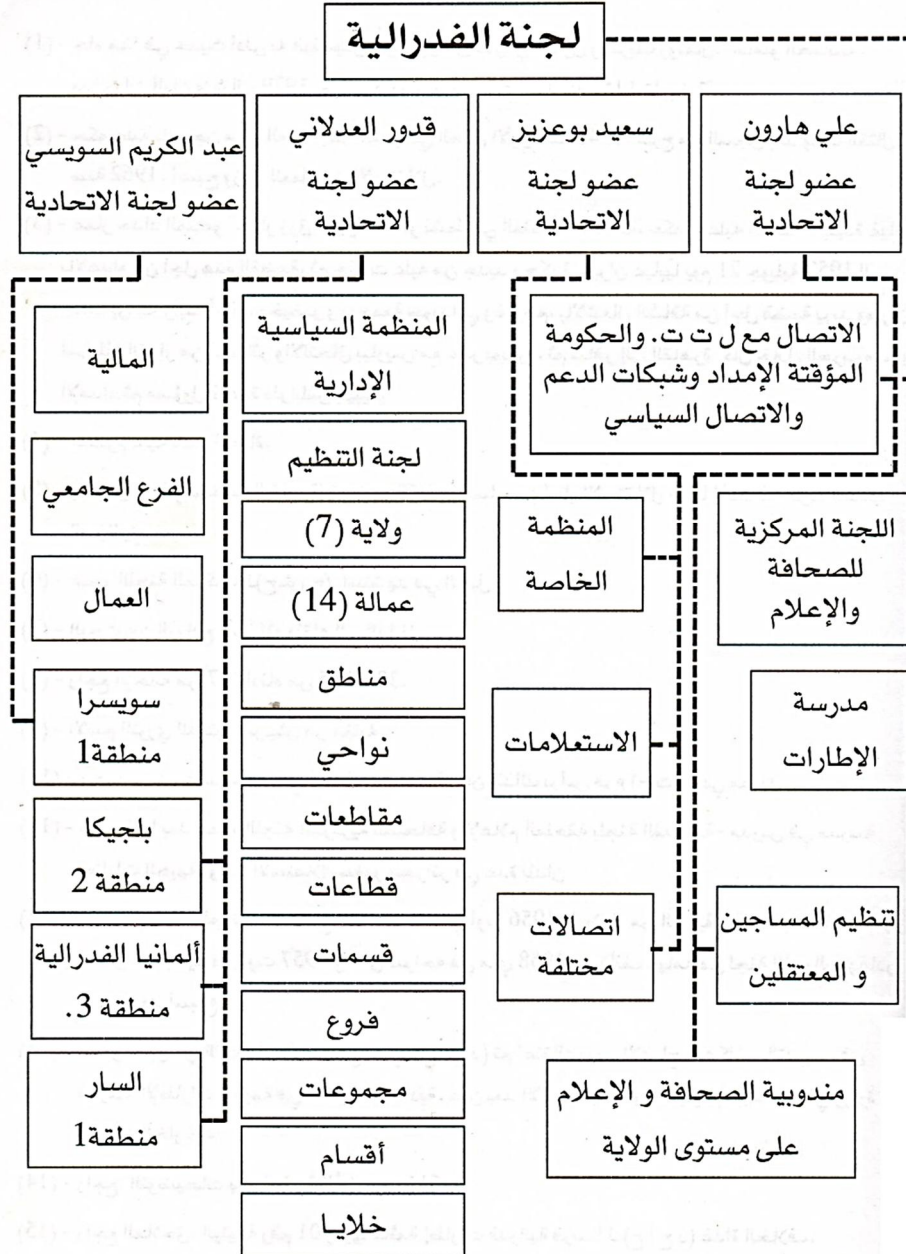 لجنة الفدرالية
علي هارون
عضو لجنة
الاتحادية
سعيد بوعزيز
عضو لجنة
الاتحادية
قدور العدلاني
عضو لجنة
الاتحادية
عبد الكريم السويسي
عضو لجنة الاتحادية
الاتصال مع ل ت ت. والحكومة
المؤقتة الإمداد وشبكات الدعم
والاتصال السياسي
اللجنة المركزية
للصحافة
والإعلام
مدرسة
الإطارات
تنظيم المساجين
و المعتقلين
مندوبية الصحافة و الإعلام
على مستوى الولاية
المنظمة
الخاصة
الاستعلامات
اتصالات
مختلفة
المنظمة السياسية
الإدارية
لجنة التنظيم
ولاية (7)
عمالة (14)
مناطق
نواحي
مقاطعات
قطاعات
قسمات
فروع
مجموعات
أقسام
خلايا
المالية
الفرع الجامعي
العمال
سويسرا
منطقة1
بلجيكا
منطقة 2
ألمانيا الفدرالية
منطقة 3.
السار
منطقة1